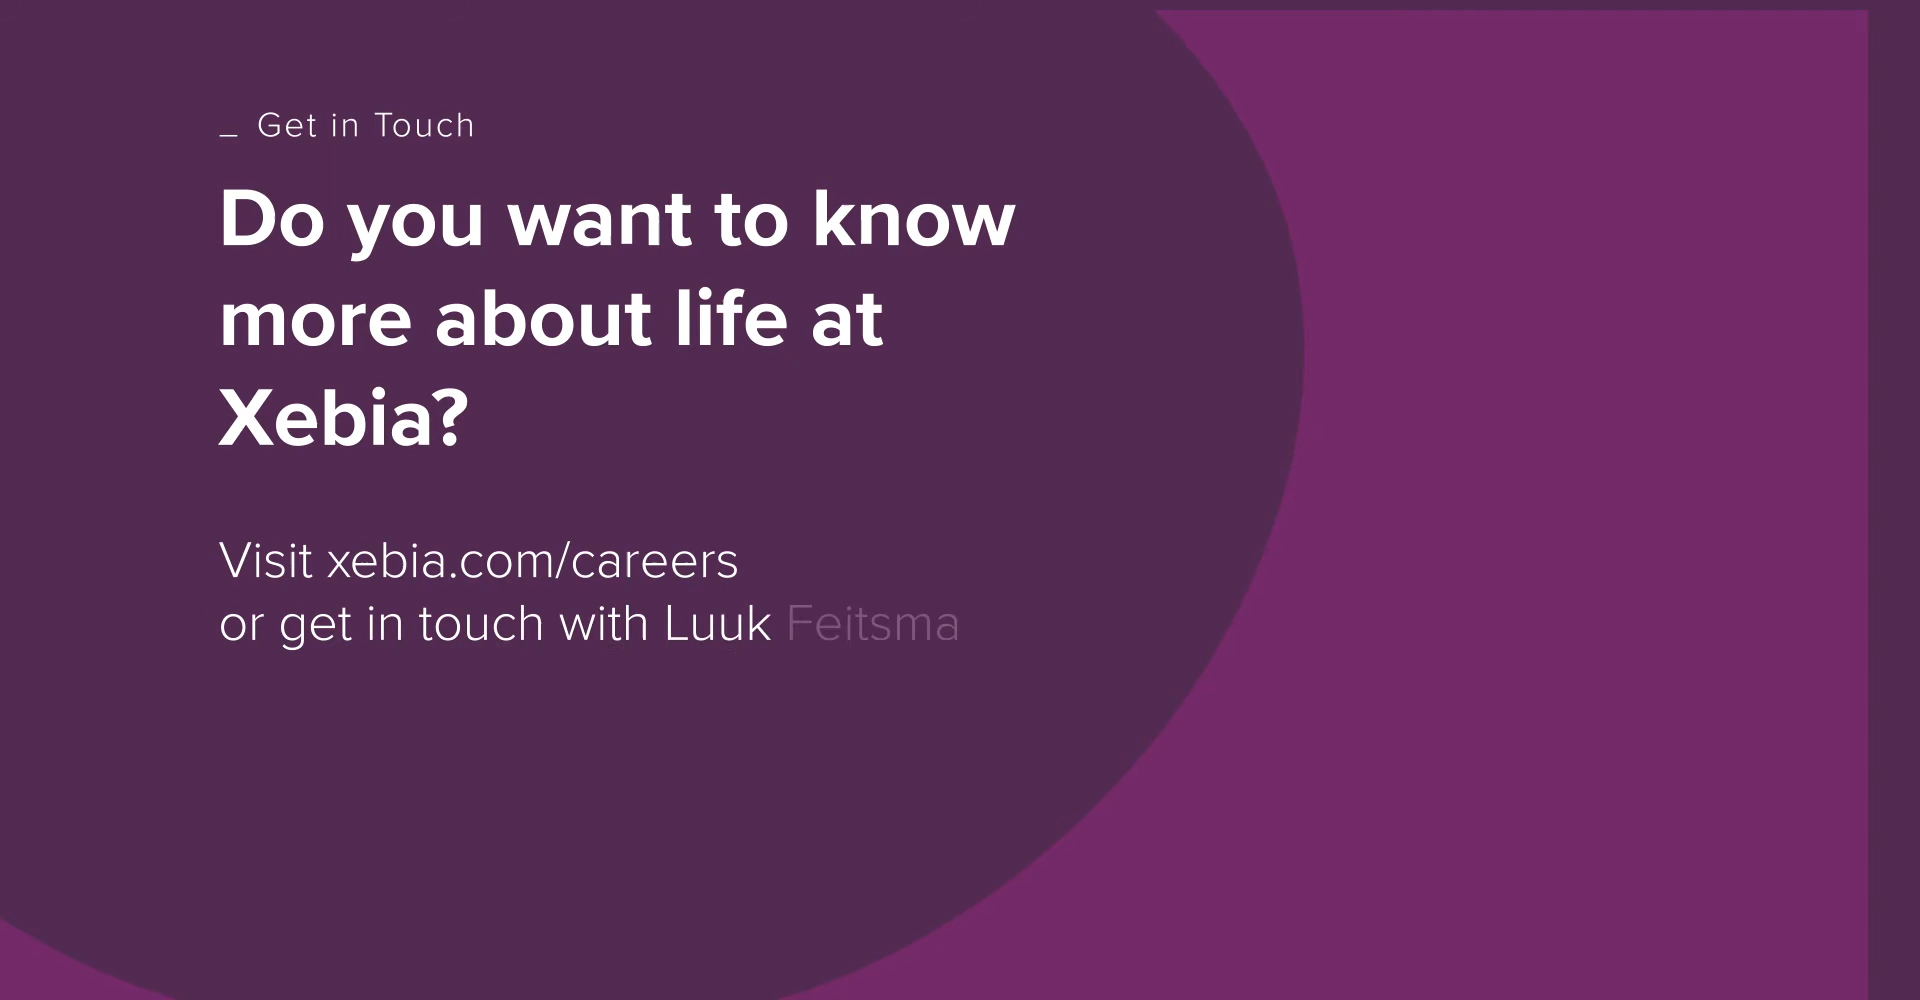 _ Get in Touch
Do you want to know
more about life at
Xebia?
Visit xebia.com/careers
or get in touch with Luuk Feitsma